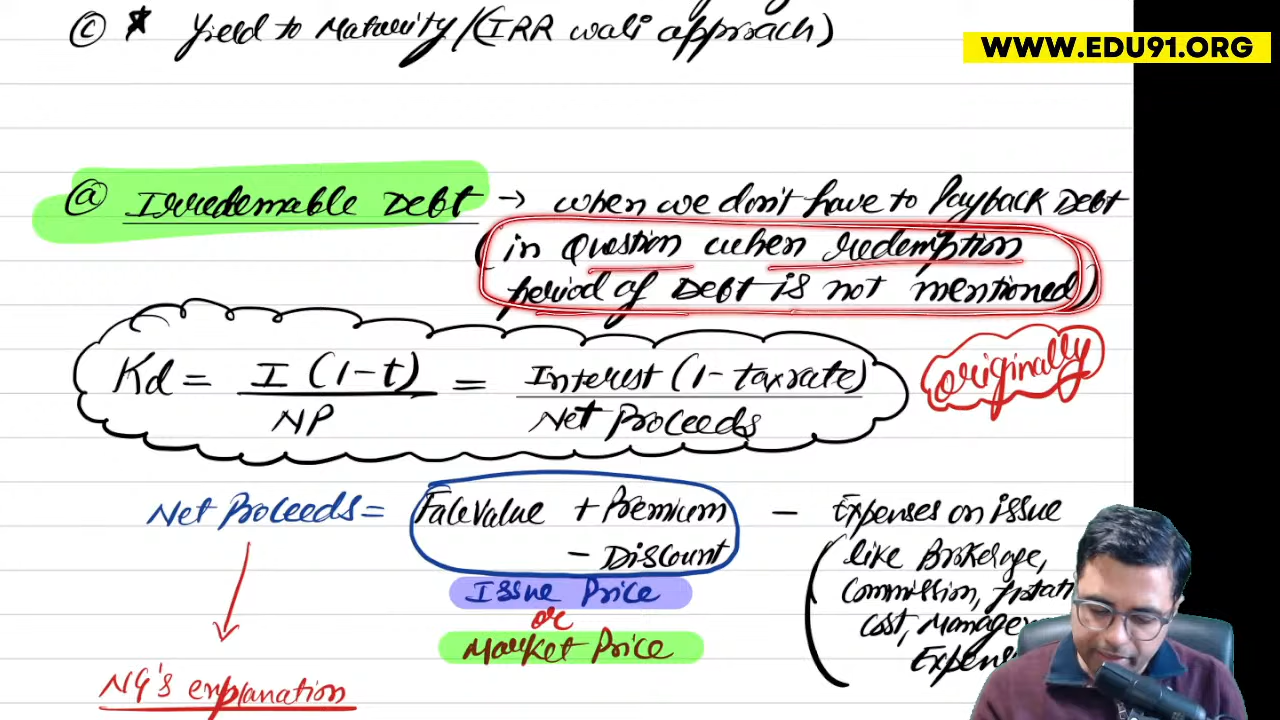 © * Yield to Maturity/(IRR wali approach)
WWW.EDU91.ORG
ⓐ Irredemable Debt → when we don't have to Payback Debt
(in Question when redemption
period of Debt is not mentioned)
Kd = I (1-t) / NP = Interest (1-taxrate) / Net Proceeds
originally
Net Proceeds = Face Value + Premium - Expenses on issue
- Discount (like Brokerage,
Issue Price Commission,
or cost,
Market Price
NG's explanation